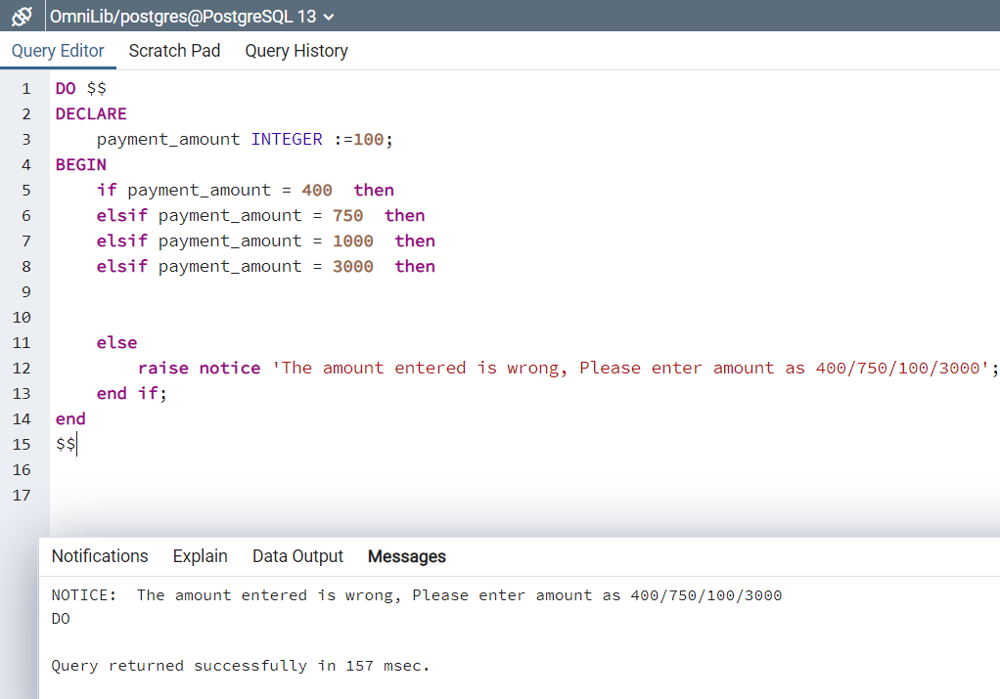 OmniLib/postgres@PostgreSQL 13
Query Editor Scratch Pad Query History
1 DO $$
2 DECLARE
3 payment_amount INTEGER :=100;
4 BEGIN
5 if payment_amount = 400 then
6 elsif payment_amount = 750 then
7 elsif payment_amount = 1000 then
8 elsif payment_amount = 3000 then
9
10
11 else
12 raise notice 'The amount entered is wrong, Please enter amount as 400/750/100/3000';
13 end if;
14 end
15 $$
16
17
Notifications Explain Data Output Messages
NOTICE: The amount entered is wrong, Please enter amount as 400/750/100/3000
DO
Query returned successfully in 157 msec.